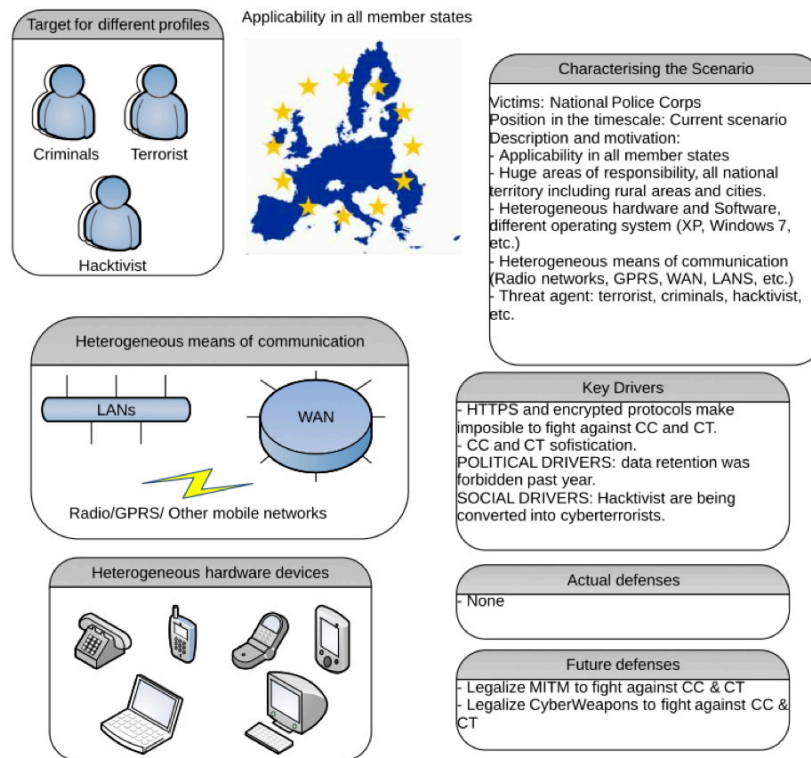 Target for different profiles
Criminals
Terrorist
Hacktivist
Applicability in all member states
Characterising the Scenario
Victims: National Police Corps
Position in the timescale: Current scenario
Description and motivation:
- Applicability in all member states
- Huge areas of responsibility, all national
territory including rural areas and cities.
- Heterogeneous hardware and Software,
different operating system (XP, Windows 7,
etc.)
- Heterogeneous means of communication
(Radio networks, GPRS, WAN, LANS, etc.)
- Threat agent: terrorist, criminals, hacktivist,
etc.
Heterogeneous means of communication
LANs
WAN
Radio/GPRS/ Other mobile networks
Key Drivers
- HTTPS and encrypted protocols make
imposible to fight against CC and CT.
- CC and CT sofistication.
POLITICAL DRIVERS: data retention was
forbidden past year.
SOCIAL DRIVERS: Hacktivist are being
converted into cyberterrorists.
Heterogeneous hardware devices
Actual defenses
- None
Future defenses
- Legalize MITM to fight against CC & CT
- Legalize CyberWeapons to fight against CC &
CT